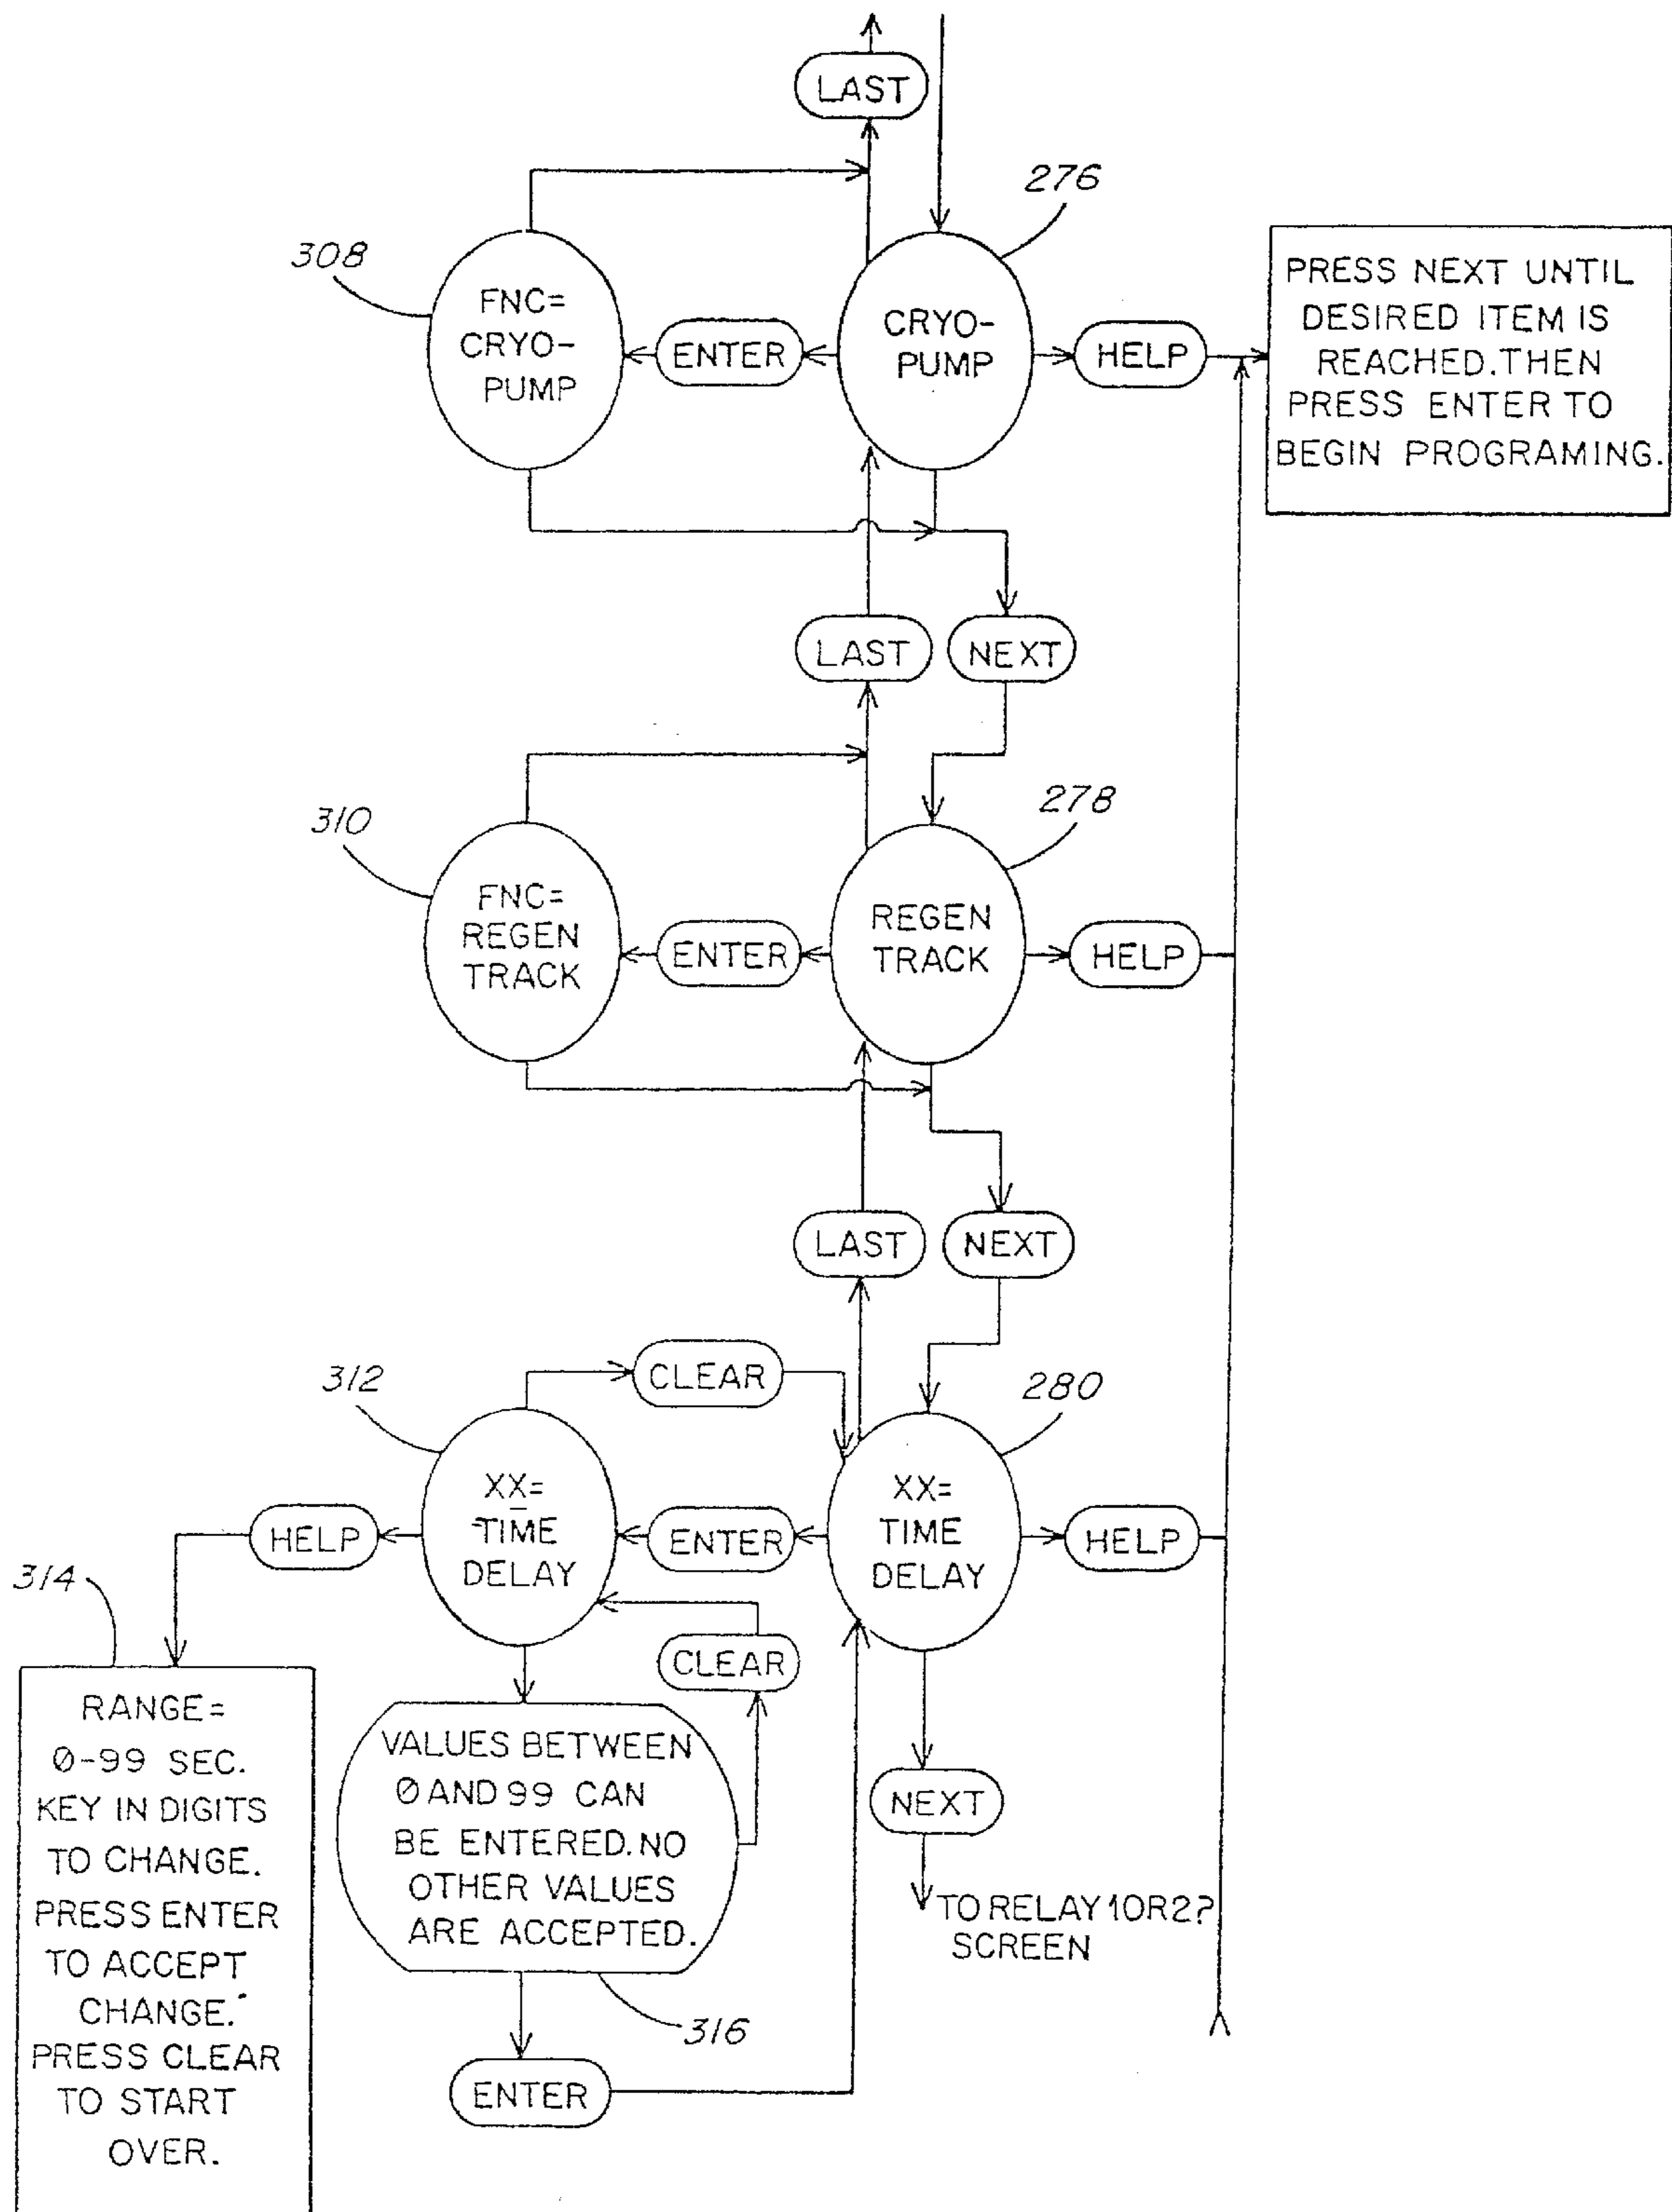 LAST
276
308
FNC=
CRYO-
PUMP
ENTER
CRYO-
PUMP
HELP
PRESS NEXT UNTIL
DESIRED ITEM IS
REACHED. THEN
PRESS ENTER TO
BEGIN PROGRAMING.
LAST
NEXT
278
310
FNC=
REGEN
TRACK
ENTER
REGEN
TRACK
HELP
LAST
NEXT
CLEAR
312
280
XX=
TIME
DELAY
HELP
ENTER
XX=
TIME
DELAY
HELP
314
CLEAR
RANGE=
0-99 SEC.
KEY IN DIGITS
TO CHANGE.
PRESS ENTER
TO ACCEPT
CHANGE.
PRESS CLEAR
TO START
OVER.
VALUES BETWEEN
0 AND 99 CAN
BE ENTERED. NO
OTHER VALUES
ARE ACCEPTED.
NEXT
TO RELAY 1OR2?
SCREEN
316
ENTER